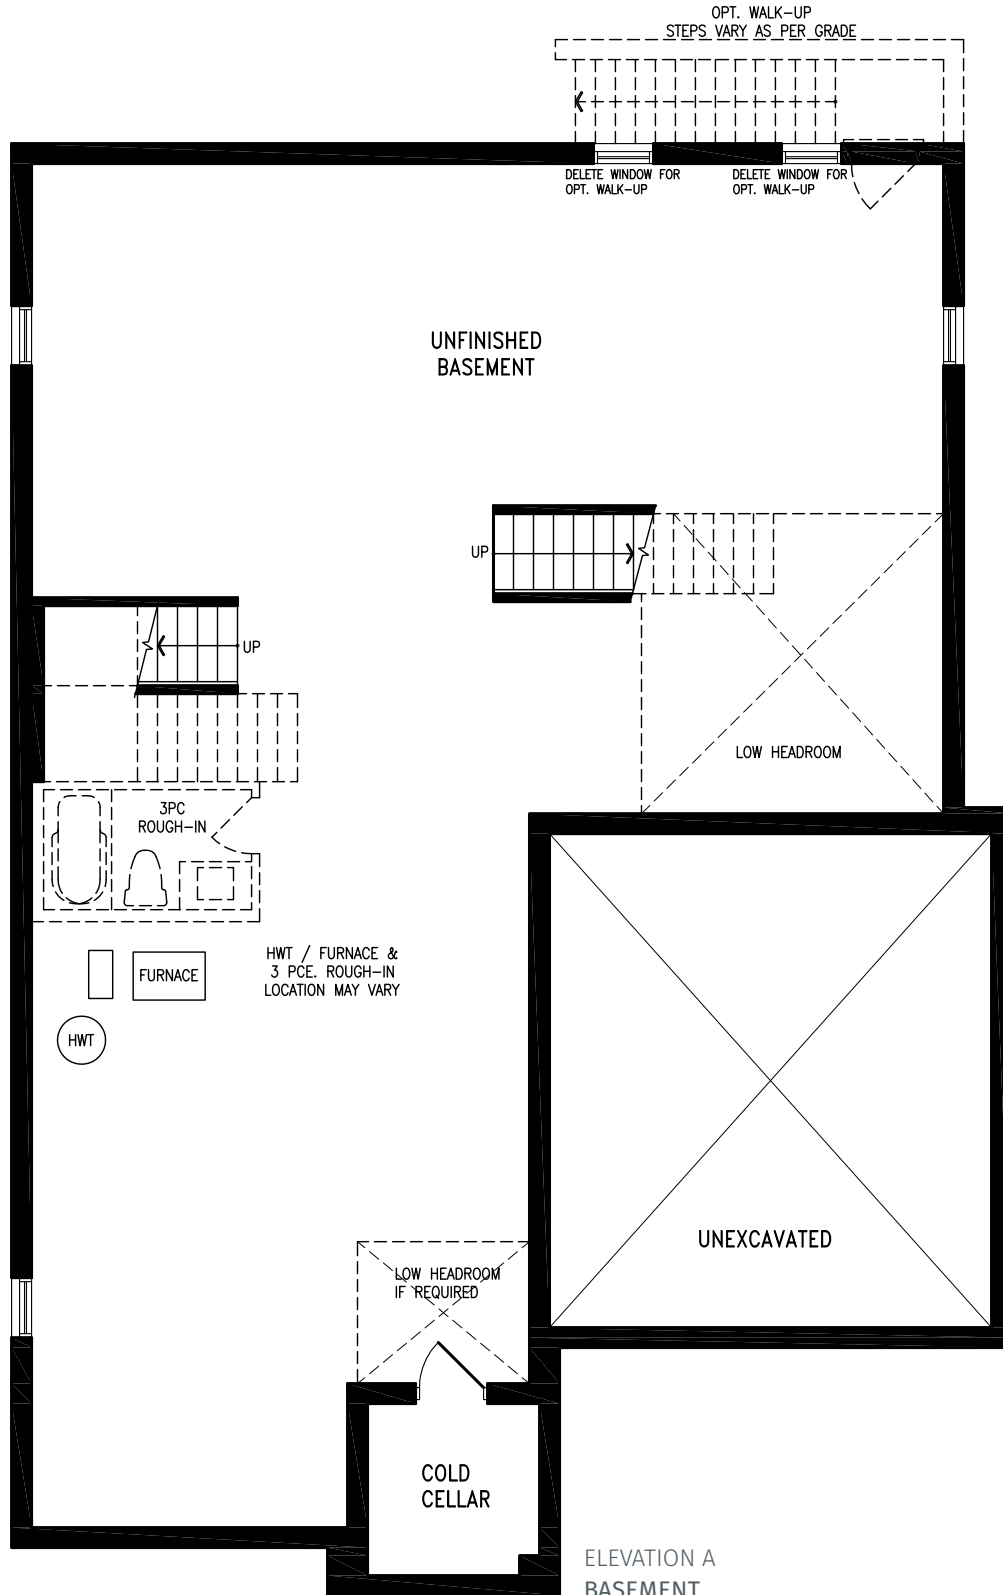 OPT. WALK-UP
STEPS VARY AS PER GRADE
DELETE WINDOW FOR
OPT. WALK-UP
DELETE WINDOW FOR
OPT. WALK-UP
UNFINISHED
BASEMENT
UP
UP
LOW HEADROOM
3PC
ROUGH-IN
HWT / FURNACE &
3 PCE. ROUGH-IN
LOCATION MAY VARY
FURNACE
HWT
UNEXCAVATED
LOW HEADROOM
IF REQUIRED
COLD
CELLAR
ELEVATION A
BASEMENT